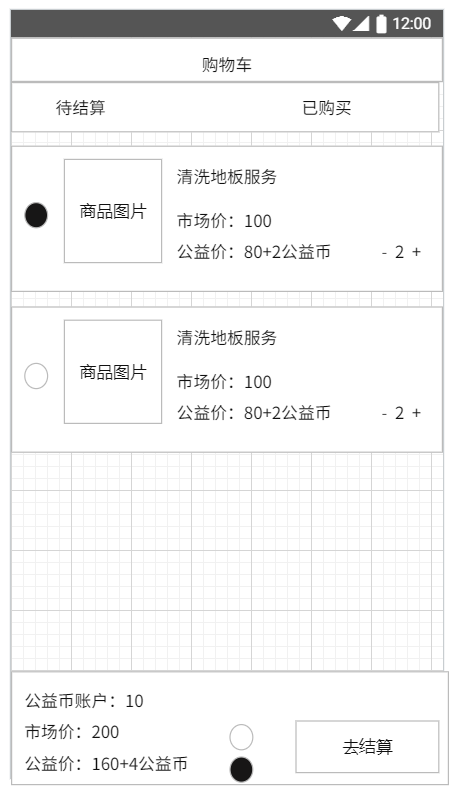 12:00
购物车
待结算 已购买
清洗地板服务
商品图片
市场价：100
公益价：80+2公益币 - 2 +
清洗地板服务
商品图片
市场价：100
公益价：80+2公益币 - 2 +
公益币账户：10
市场价：200
去结算
公益价：160+4公益币